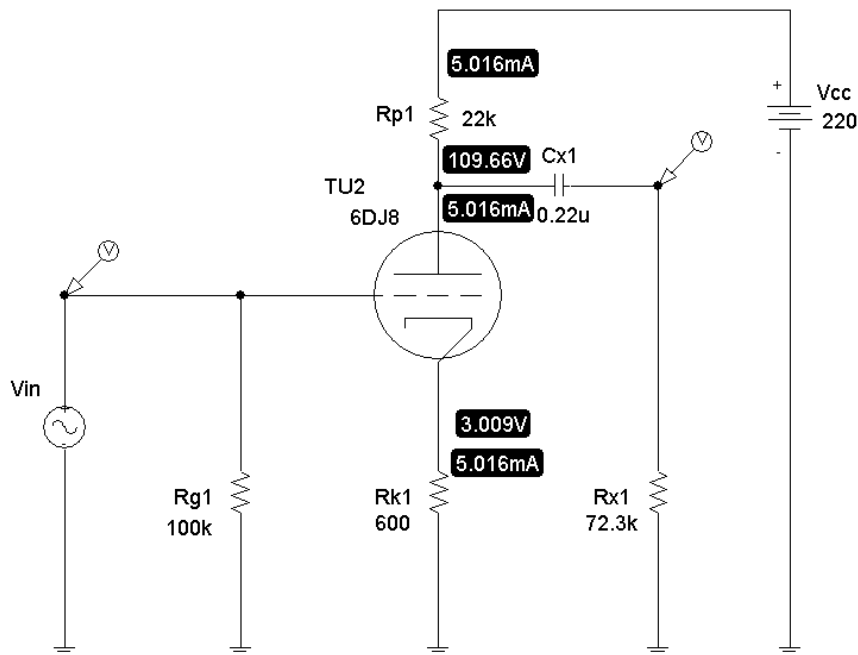 5.016mA
Rp1
22k
Vcc
220
+
-
109.66V
Cx1
V
TU2
6DJ8
5.016mA
0.22u
V
Vin
3.009V
5.016mA
Rg1
100k
Rk1
600
Rx1
72.3k